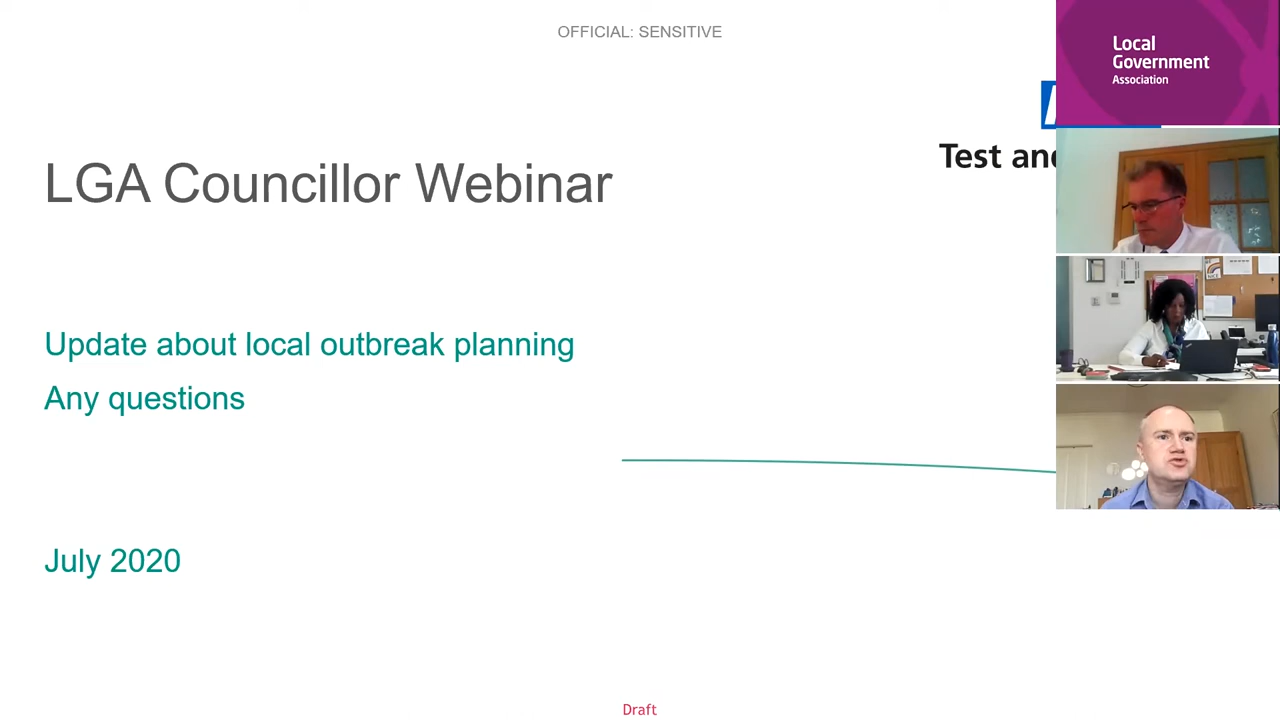 OFFICIAL: SENSITIVE
Local
Government
Association
Test and
LGA Councillor Webinar
Update about local outbreak planning
Any questions
July 2020
Draft